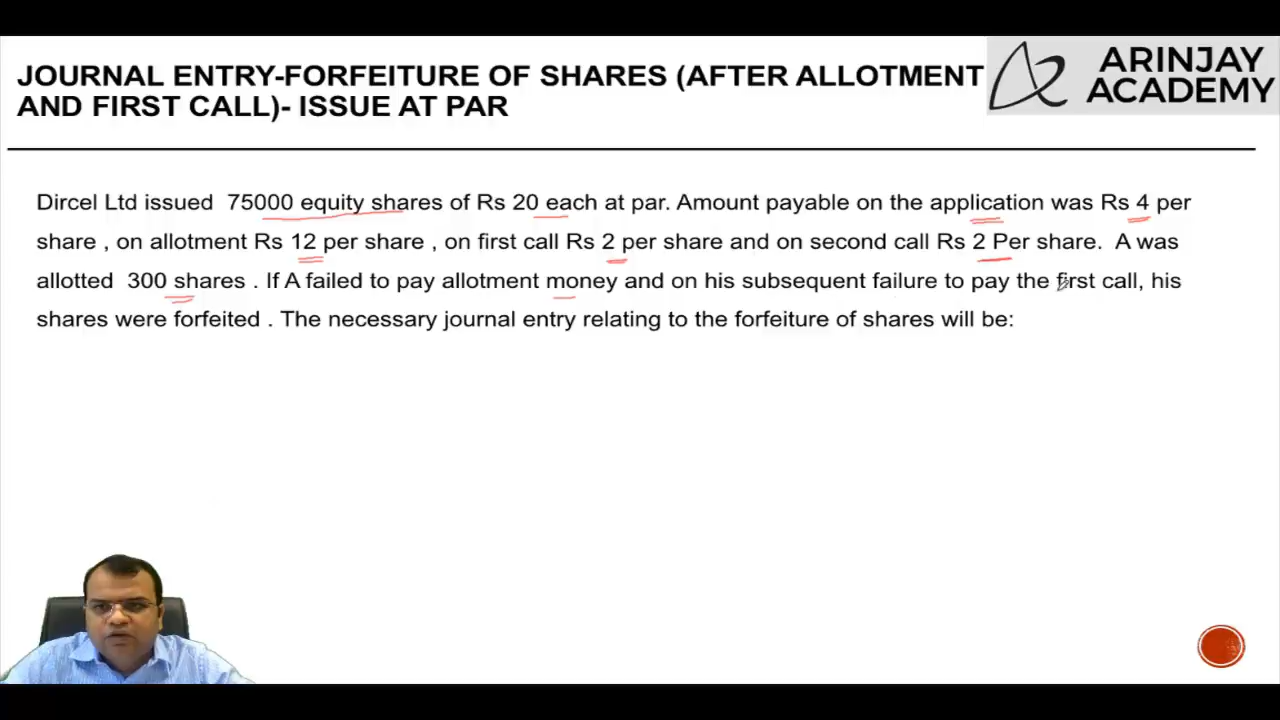 JOURNAL ENTRY-FORFEITURE OF SHARES (AFTER ALLOTMENT
AND FIRST CALL)- ISSUE AT PAR
ARINJAY
ACADEMY
Dircel Ltd issued 75000 equity shares of Rs 20 each at par. Amount payable on the application was Rs 4 per
share , on allotment Rs 12 per share , on first call Rs 2 per share and on second call Rs 2 Per share. A was
allotted 300 shares . If A failed to pay allotment money and on his subsequent failure to pay the first call, his
shares were forfeited . The necessary journal entry relating to the forfeiture of shares will be: